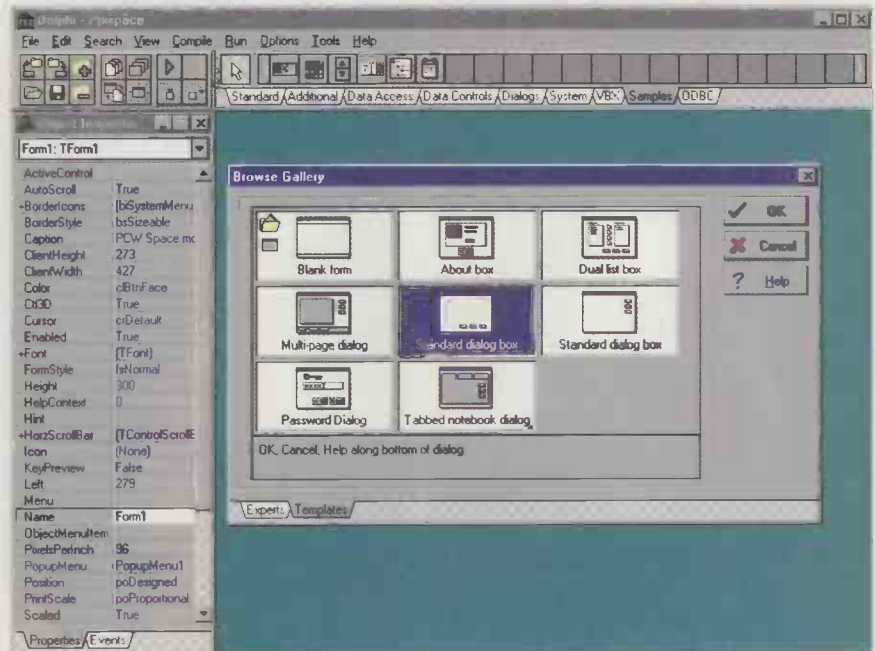 Delphi - Pixspace
File Edit Search View Compile Run Options Tools Help
Standard Additional Data Access Data Controls Dialogs System VBX Samples ODBC
Form1: TForm1
ActiveControl
AutoScroll True
+BorderIcons [biSystemMenu
BorderStyle bsSizeable
Caption PCW Space mc
ClientHeight 273
ClientWidth 427
Color clBtnFace
Ctl3D True
Cursor crDefault
Enabled True
+Font (TFont)
FormStyle fsNormal
Height 300
HelpContext 0
Hint
+HorzScrollBar (TControlScrollE
Icon (None)
KeyPreview False
Left 279
Menu
Name Form1
ObjectMenuItem
PixelsPerInch 96
PopupMenu PopupMenu1
Position poDesigned
PrintScale poProportional
Scaled True
Properties Events
Browse Gallery
Blank form
About box
Dual list box
Multi-page dialog
Standard dialog box
Standard dialog box
Password Dialog
Tabbed notebook dialog
OK, Cancel, Help along bottom of dialog.
Experts Templates
OK
Cancel
? Help